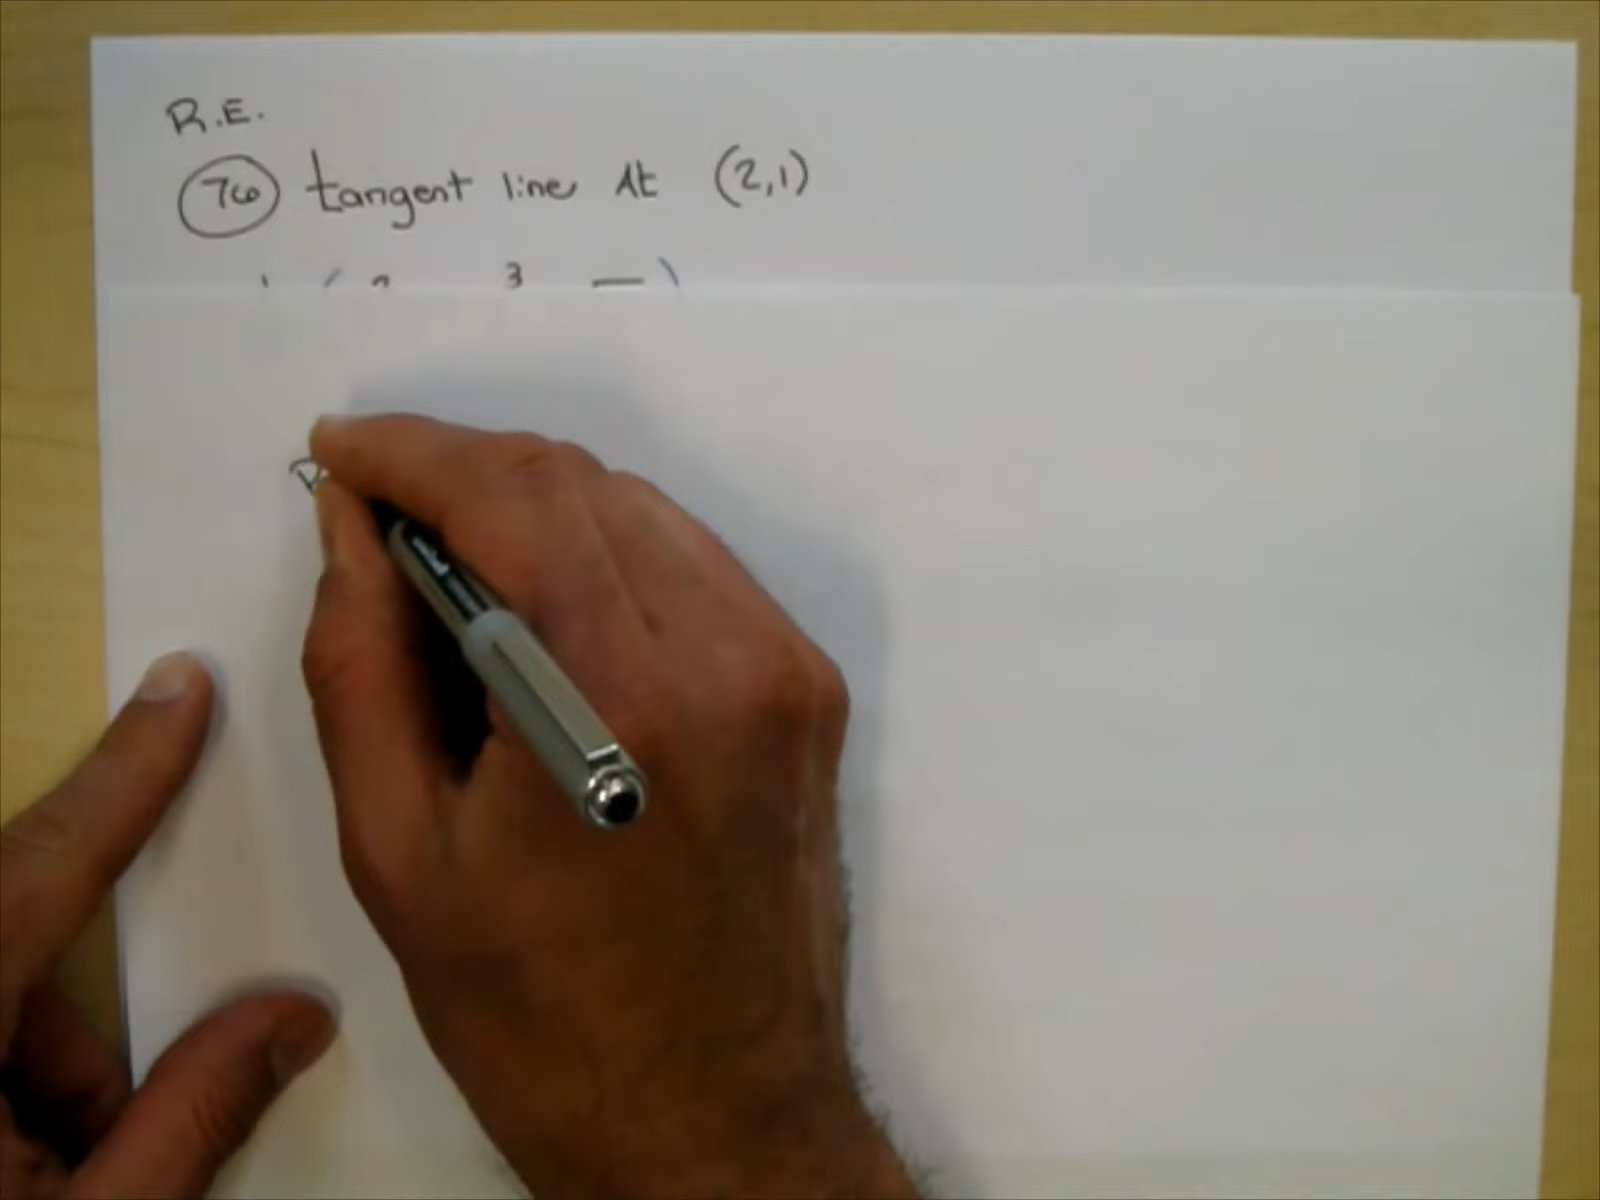 R.E.
76 tangent line at (2,1)